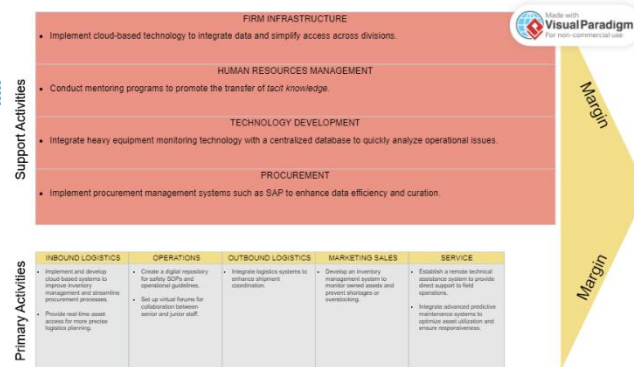 Made with
Visual Paradigm
For non-commercial use
Support Activities
FIRM INFRASTRUCTURE
• Implement cloud-based technology to integrate data and simplify access across divisions.
HUMAN RESOURCES MANAGEMENT
• Conduct mentoring programs to promote the transfer of tacit knowledge.
TECHNOLOGY DEVELOPMENT
• Integrate heavy equipment monitoring technology with a centralized database to quickly analyze operational issues.
PROCUREMENT
• Implement procurement management systems such as SAP to enhance data efficiency and curation.
Margin
Primary Activities
INBOUND LOGISTICS
• Implement and develop
cloud-based systems to
improve inventory
management and streamline
procurement processes.
• Provide real-time asset
access for more precise
logistics planning.
OPERATIONS
• Create a digital repository
for safety SOPs and
operational guidelines.
• Set up virtual forums for
collaboration between
senior and junior staff.
OUTBOUND LOGISTICS
• Integrate logistics systems to
enhance shipment
coordination.
MARKETING SALES
• Develop an inventory
management system to
monitor owned assets and
prevent shortages or
overstocking.
SERVICE
• Establish a remote technical
assistance system to provide
direct support to field
operations.
• Integrate advanced predictive
maintenance systems to
optimize asset utilization and
ensure responsiveness.
Margin